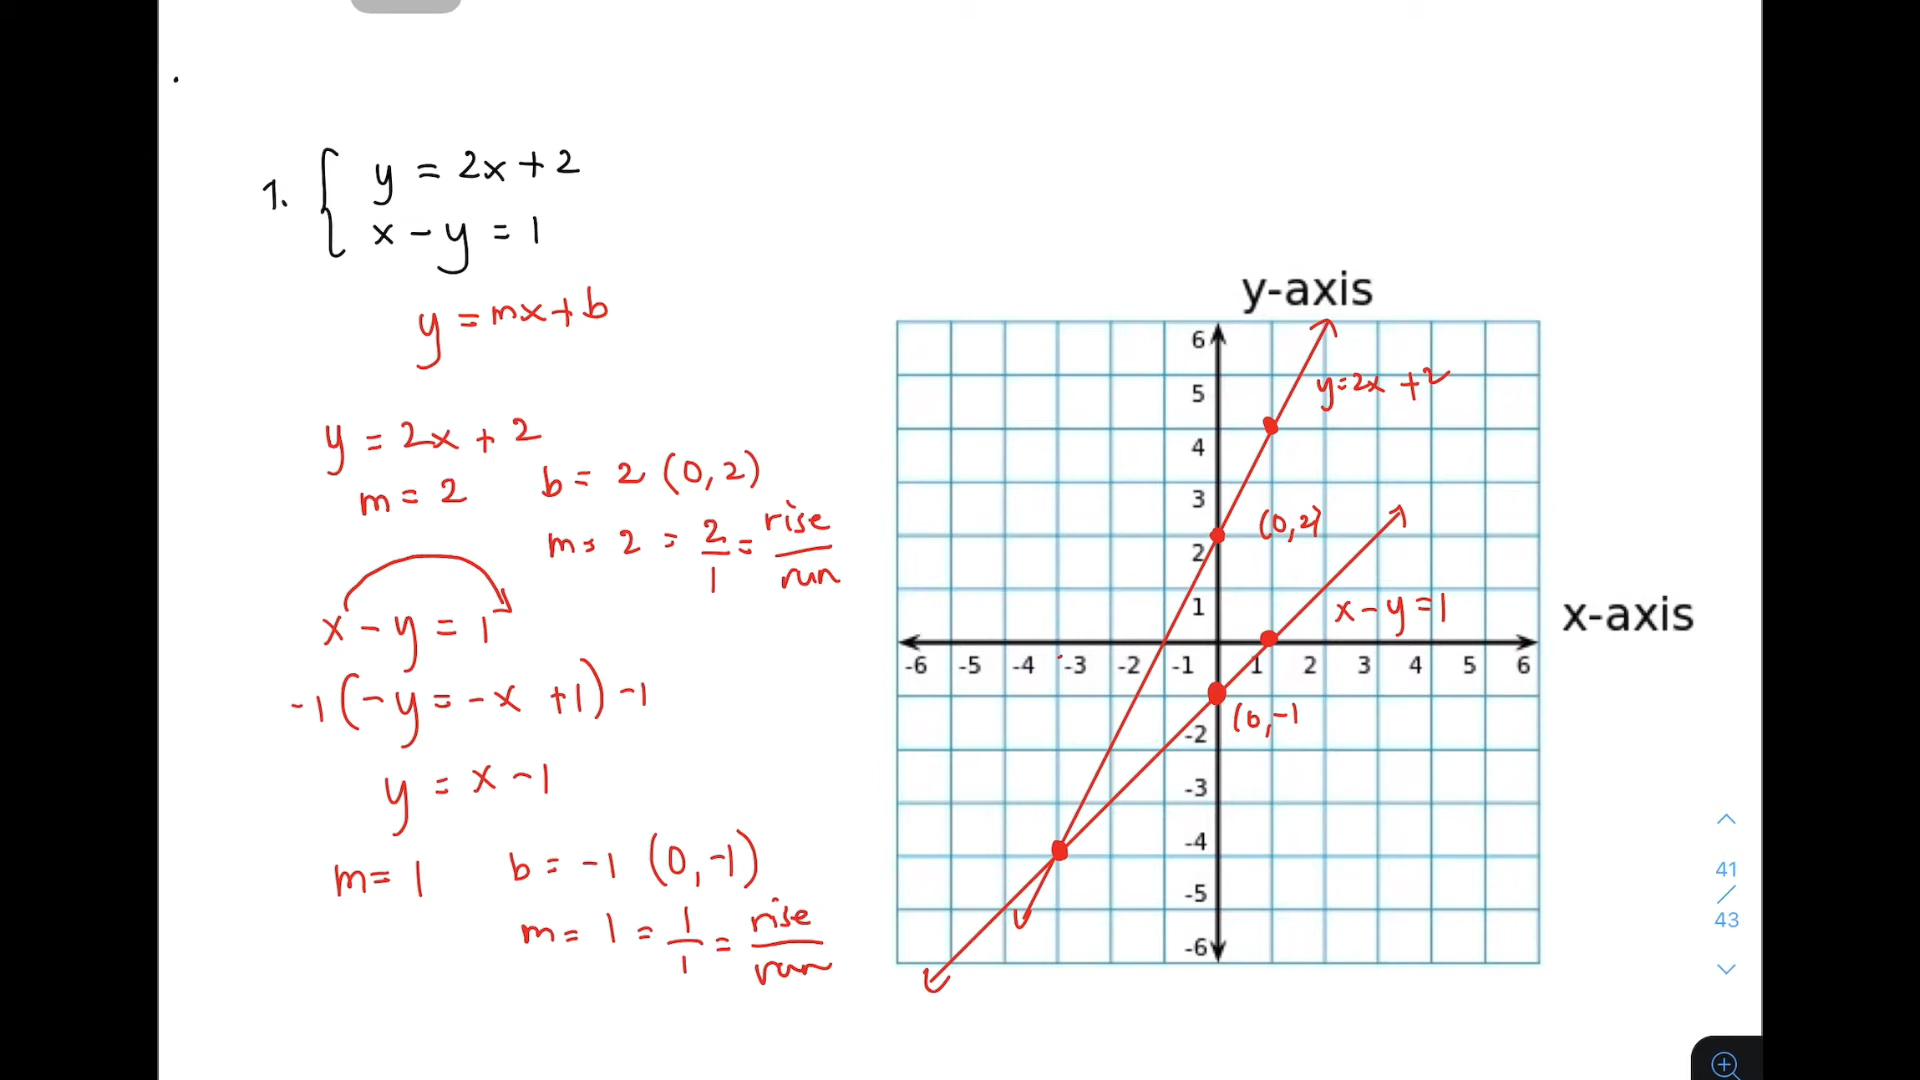 1. { y = 2x + 2
x - y = 1
y = mx + b
y = 2x + 2
m = 2    b = 2 (0, 2)
m = 2 = 2/1 = rise/run
x - y = 1
-1 (-y = -x + 1) -1
y = x - 1
m = 1    b = -1 (0, -1)
m = 1 = 1/1 = rise/run
y-axis
6
5
y=2x +2
4
3
(0,2)
2
1
x - y = 1
x-axis
-6 -5 -4 -3 -2 -1 1 2 3 4 5 6
(0,-1
-2
-3
-4
-5
-6
41
/
43